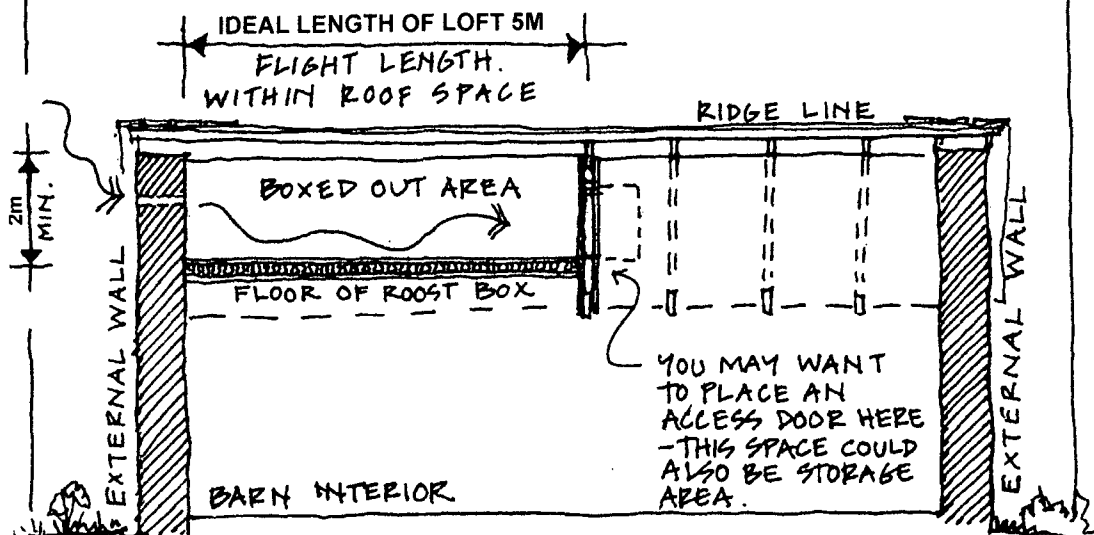 IDEAL LENGTH OF LOFT 5M
FLIGHT LENGTH.
WITHIN ROOF SPACE
RIDGE LINE
2m
MIN.
BOXED OUT AREA
FLOOR OF ROOST BOX
EXTERNAL WALL
EXTERNAL WALL
YOU MAY WANT
TO PLACE AN
ACCESS DOOR HERE
-THIS SPACE COULD
ALSO BE STORAGE
AREA.
BARN INTERIOR